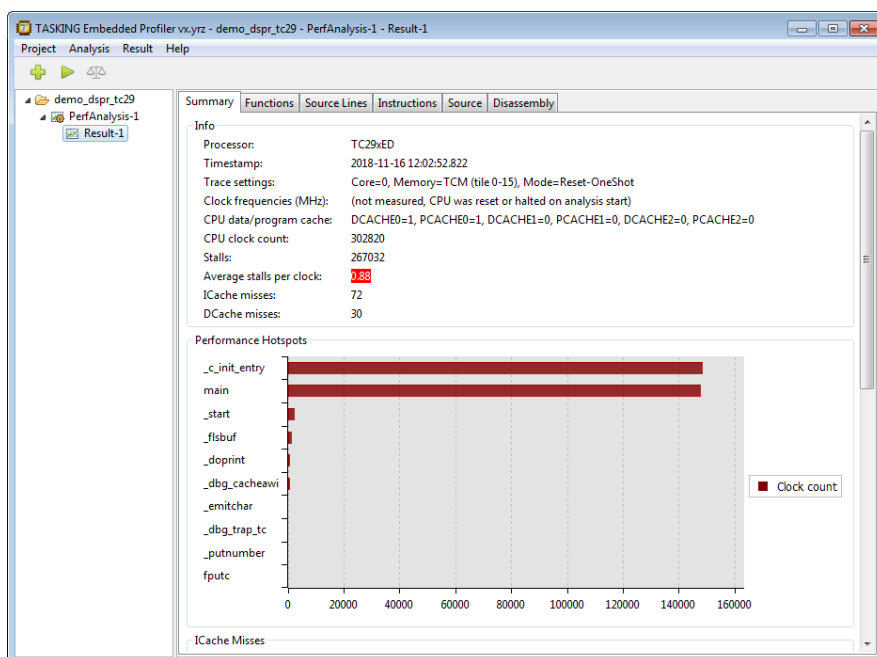 TASKING Embedded Profiler vx.yrz - demo_dspr_tc29 - PerfAnalysis-1 - Result-1
Project Analysis Result Help
demo_dspr_tc29
PerfAnalysis-1
Result-1
Summary Functions Source Lines Instructions Source Disassembly
Info
Processor: TC29xED
Timestamp: 2018-11-16 12:02:52.822
Trace settings: Core=0, Memory=TCM (tile 0-15), Mode=Reset-OneShot
Clock frequencies (MHz): (not measured, CPU was reset or halted on analysis start)
CPU data/program cache: DCACHE0=1, PCACHE0=1, DCACHE1=0, PCACHE1=0, DCACHE2=0, PCACHE2=0
CPU clock count: 302820
Stalls: 267032
Average stalls per clock: 0.88
ICache misses: 72
DCache misses: 30
Performance Hotspots
_c_init_entry
main
_start
_flsbuf
_doprint
_dbg_cacheawi
_emitchar
_dbg_trap_tc
_putnumber
fputc
Clock count
0 20000 40000 60000 80000 100000 120000 140000 160000
ICache Misses